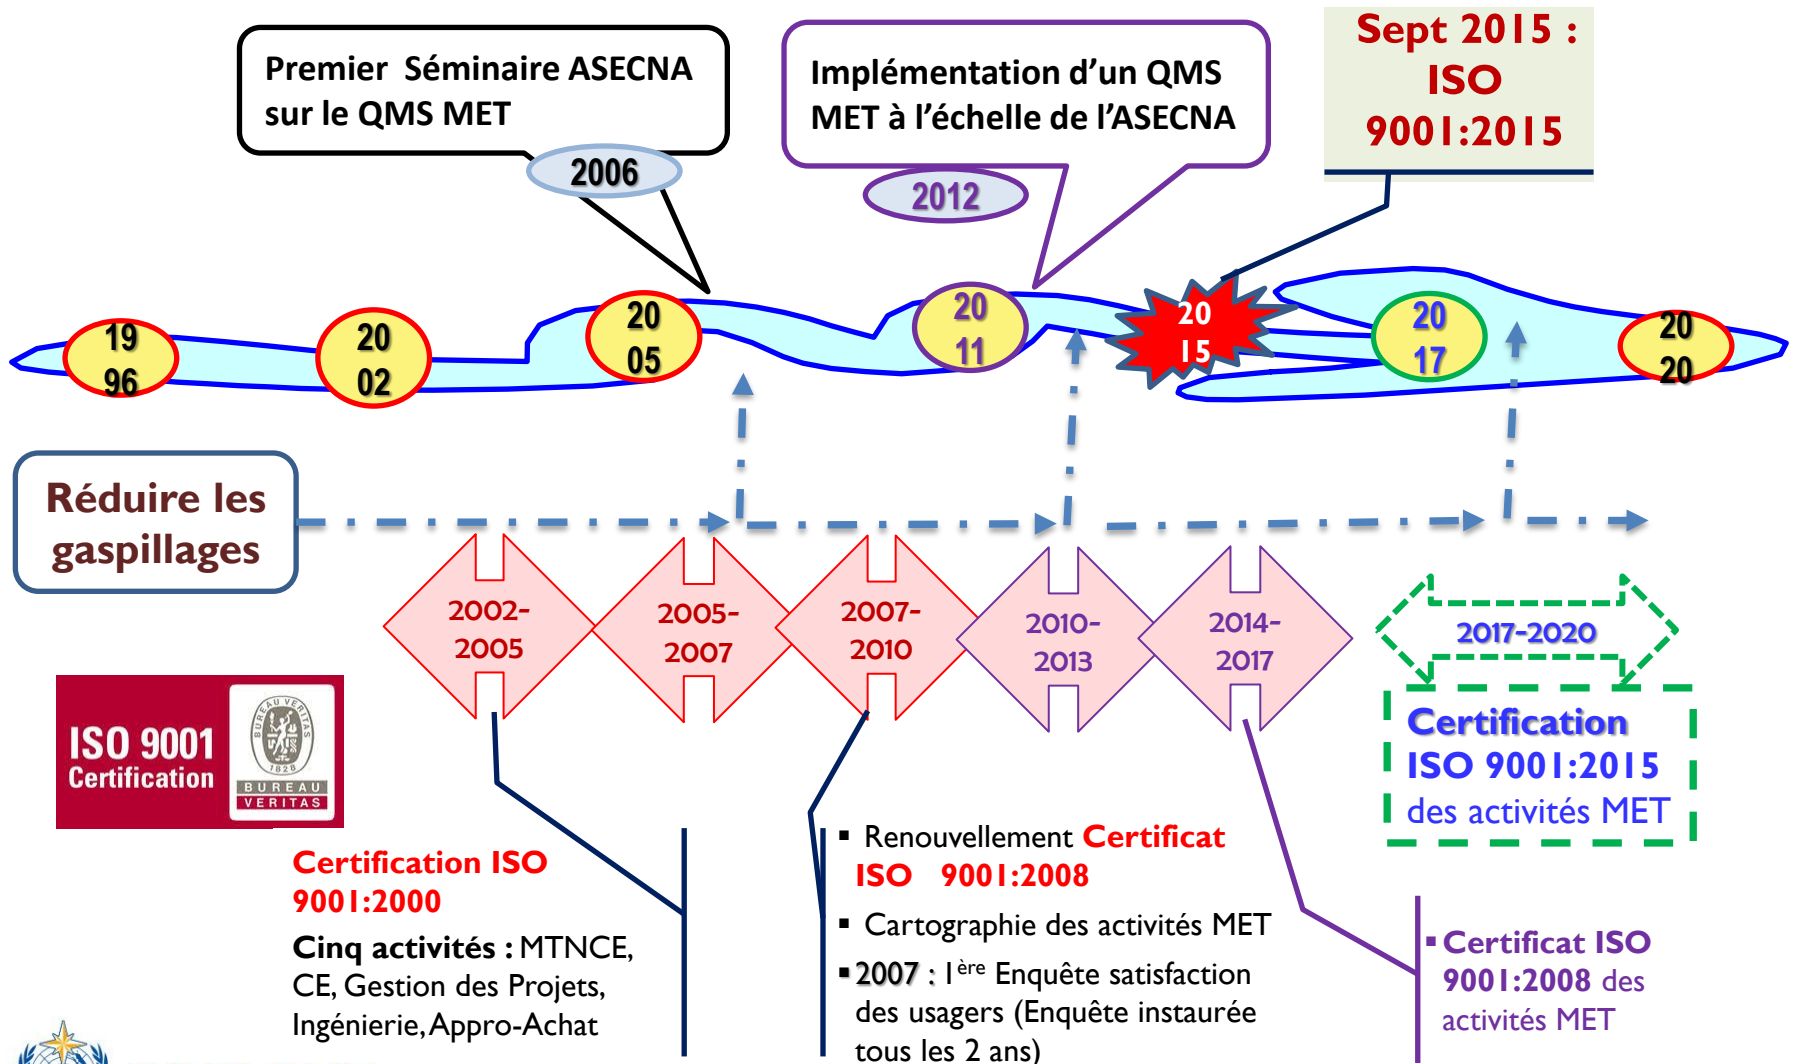 Premier Séminaire ASECNA
sur le QMS MET
2006
Implémentation d'un QMS
MET à l'échelle de l'ASECNA
2012
Sept 2015 :
ISO
9001:2015
19
96
20
02
20
05
20
11
20
15
20
17
20
20
Réduire les
gaspillages
2002-
2005
2005-
2007
2007-
2010
2010-
2013
2014-
2017
2017-2020
Certification
ISO 9001:2015
des activités MET
ISO 9001
Certification
BUREAU VERITAS
1828
BUREAU
VERITAS
Certification ISO
9001:2000
Cinq activités : MTNCE,
CE, Gestion des Projets,
Ingénierie, Appro-Achat
▪ Renouvellement Certificat
ISO 9001:2008
▪ Cartographie des activités MET
▪ 2007 : 1ère Enquête satisfaction
des usagers (Enquête instaurée
tous les 2 ans)
▪ Certificat ISO
9001:2008 des
activités MET